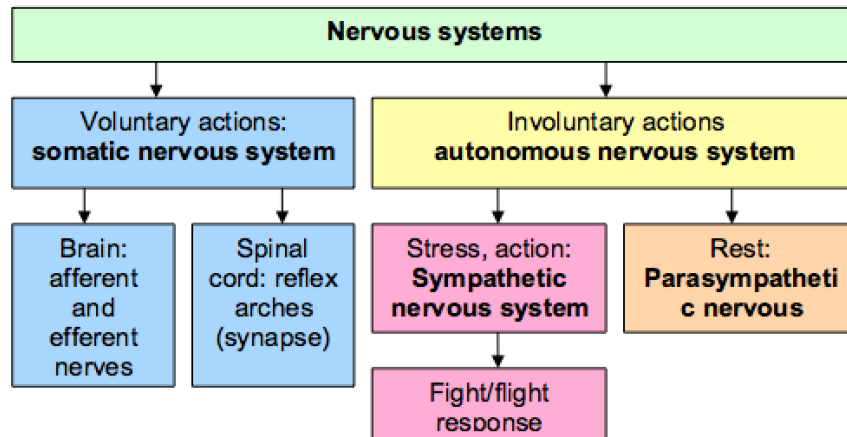 Nervous systems
Voluntary actions:
somatic nervous system
Involuntary actions
autonomous nervous system
Brain:
afferent
and
efferent
nerves
Spinal
cord: reflex
arches
(synapse)
Stress, action:
Sympathetic
nervous system
Rest:
Parasympatheti
c nervous
Fight/flight
response